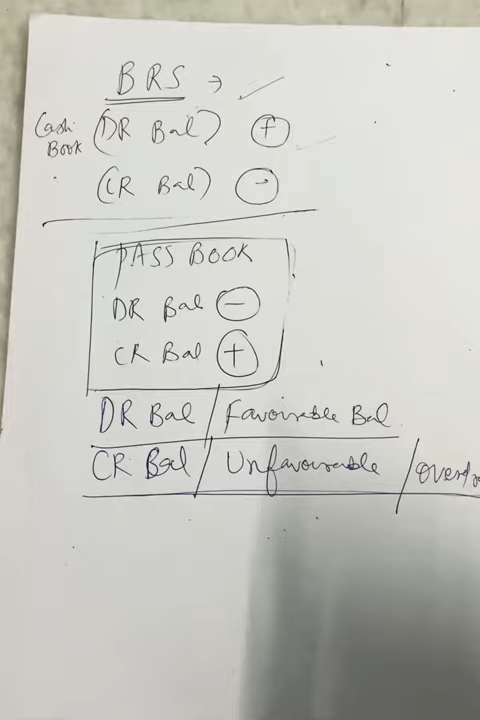 BRS →
Cash Book (DR Bal) +
(CR Bal) -
PASS BOOK
DR Bal -
CR Bal +
DR Bal / Favourable Bal
CR Bal / Unfavourable /